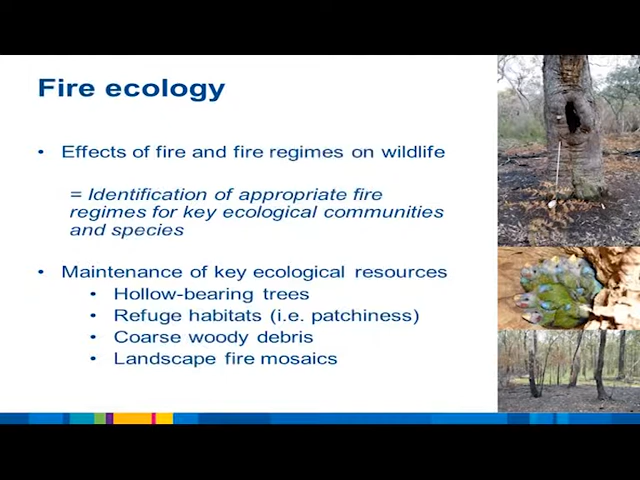 Fire ecology
• Effects of fire and fire regimes on wildlife
= Identification of appropriate fire
regimes for key ecological communities
and species
• Maintenance of key ecological resources
• Hollow-bearing trees
• Refuge habitats (i.e. patchiness)
• Coarse woody debris
• Landscape fire mosaics